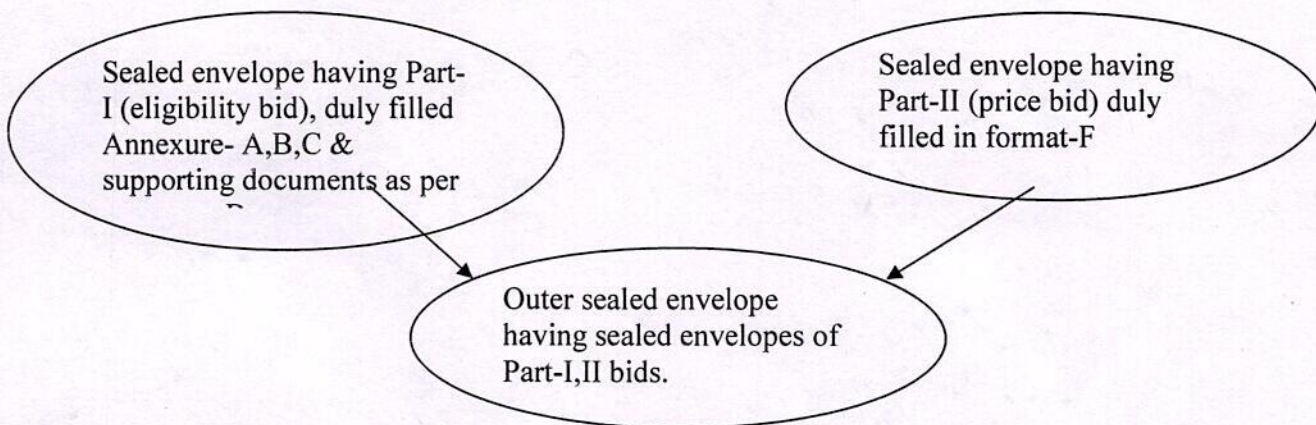 Sealed envelope having Part-
I (eligibility bid), duly filled
Annexure- A,B,C &
supporting documents as per
Sealed envelope having
Part-II (price bid) duly
filled in format-F
Outer sealed envelope
having sealed envelopes of
Part-I,II bids.